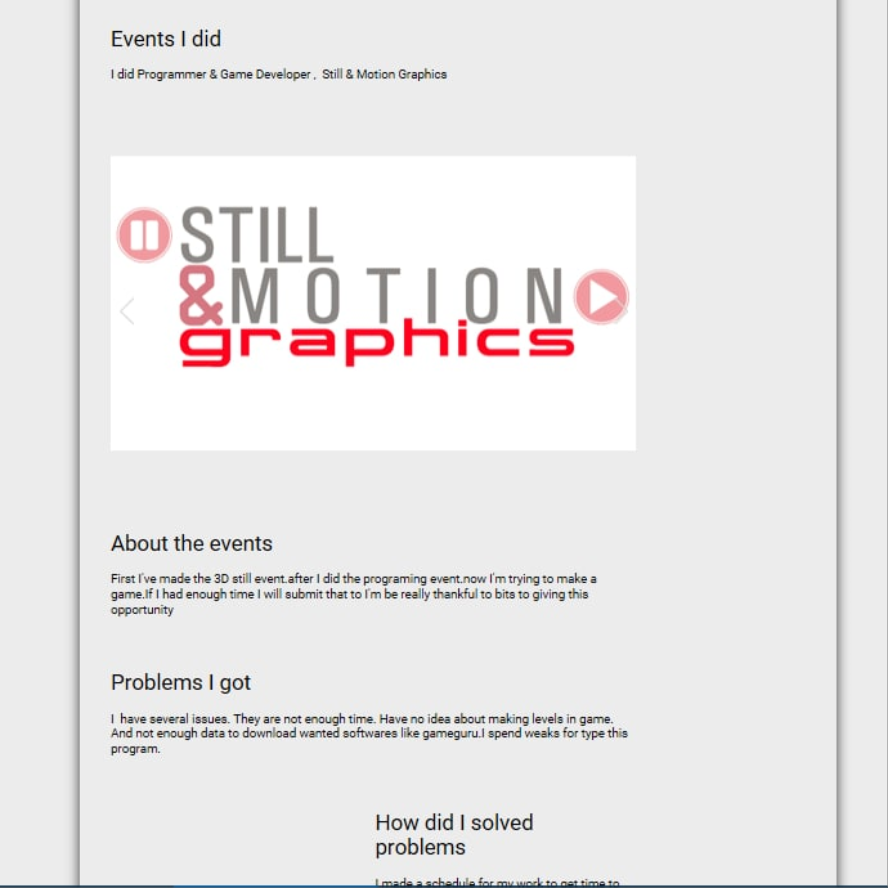 Events I did
I did Programmer & Game Developer , Still & Motion Graphics
STILL
&MOTION
graphics
About the events
First I've made the 3D still event.after I did the programing event.now I'm trying to make a
game.If I had enough time I will submit that to I'm be really thankful to bits to giving this
opportunity
Problems I got
I have several issues. They are not enough time. Have no idea about making levels in game.
And not enough data to download wanted softwares like gameguru.I spend weaks for type this
program.
How did I solved
problems
I made a schedule for my work to get time to